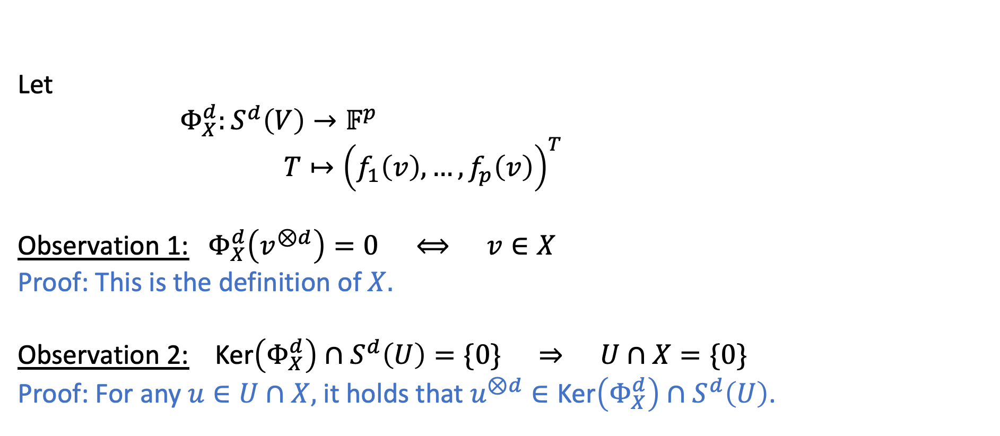 Let
Φ_X^d: S^d(V) → 𝔽^p
T ↦ (f_1(v), …, f_p(v))^T
Observation 1: Φ_X^d(v^{⊗d}) = 0 ⟺ v ∈ X
Proof: This is the definition of X.
Observation 2: Ker(Φ_X^d) ∩ S^d(U) = {0} ⇒ U ∩ X = {0}
Proof: For any u ∈ U ∩ X, it holds that u^{⊗d} ∈ Ker(Φ_X^d) ∩ S^d(U).